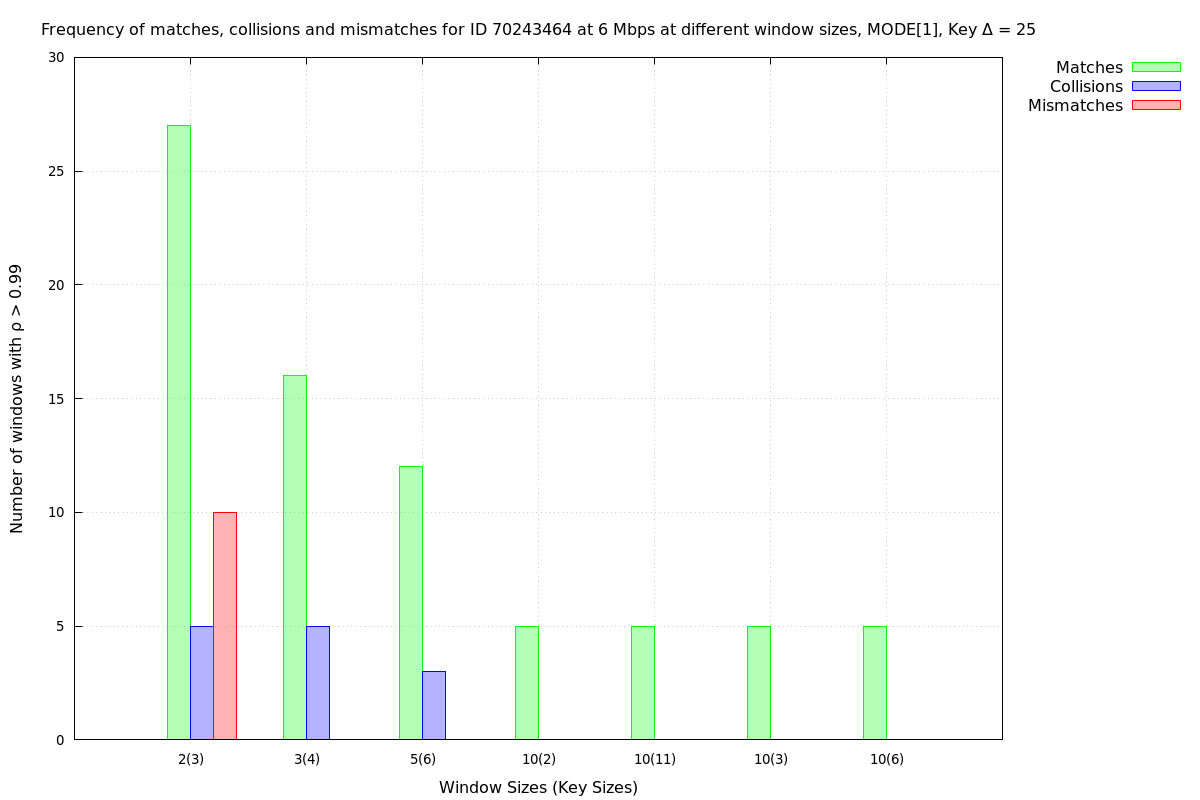 Frequency of matches, collisions and mismatches for ID 70243464 at 6 Mbps at different window sizes, MODE[1], Key Δ = 25
Matches
Collisions
Mismatches
Number of windows with ρ > 0.99
30
25
20
15
10
5
0
2(3) 3(4) 5(6) 10(2) 10(11) 10(3) 10(6)
Window Sizes (Key Sizes)